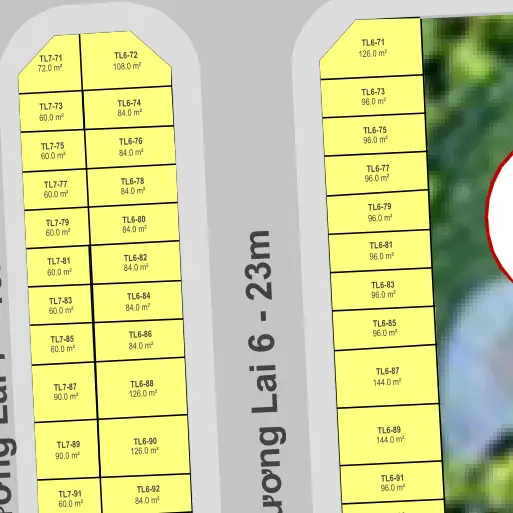 TL7-71
72.0 m²
TL6-72
108.0 m²
TL7-73
60.0 m²
TL6-74
84.0 m²
TL7-75
60.0 m²
TL6-76
84.0 m²
TL7-77
60.0 m²
TL6-78
84.0 m²
TL7-79
60.0 m²
TL6-80
84.0 m²
TL7-81
60.0 m²
TL6-82
84.0 m²
TL7-83
60.0 m²
TL6-84
84.0 m²
TL7-85
60.0 m²
TL6-86
84.0 m²
TL7-87
90.0 m²
TL6-88
126.0 m²
TL7-89
90.0 m²
TL6-90
126.0 m²
TL7-91
60.0 m²
TL6-92
84.0 m²
ương Lai 6 - 23m
TL6-71
126.0 m²
TL6-73
96.0 m²
TL6-75
96.0 m²
TL6-77
96.0 m²
TL6-79
96.0 m²
TL6-81
96.0 m²
TL6-83
96.0 m²
TL6-85
96.0 m²
TL6-87
144.0 m²
TL6-89
144.0 m²
TL6-91
96.0 m²